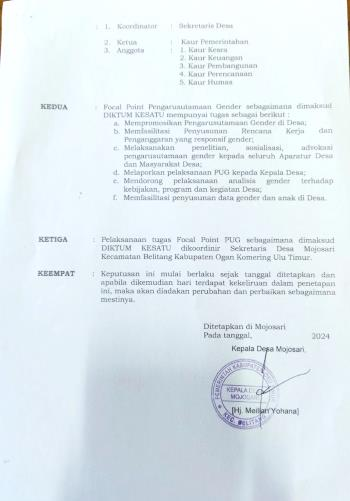 : 1. Koordinator : Sekretaris Desa
2. Ketua : Kaur Pemerintahan
3. Anggota : 1. Kaur Kesra
2. Kaur Keuangan
3. Kaur Pembangunan
4. Kaur Perencanaan
5. Kaur Humas
KEDUA : Focal Point Pengarusutamaan Gender sebagaimana dimaksud
DIKTUM KESATU mempunyai tugas sebagai berikut :
a. Mempromosikan Pengarusutamaan Gender di Desa;
b. Memfasilitasi Penyusunan Rencana Kerja dan
Penganggaran yang responsif gender;
c. Melaksanakan penelitian, sosialisasi, advokasi
pengarusutamaan gender kepada seluruh Aparatur Desa
dan Masyarakat Desa;
d. Melaporkan pelaksanaan PUG kepada Kepala Desa;
e. Mendorong pelaksanaan analisis gender terhadap
kebijakan, program dan kegiatan Desa;
f. Memfasilitasi penyusunan data gender dan anak di Desa.
KETIGA : Pelaksanaan tugas Focal Point PUG sebagaimana dimaksud
DIKTUM KESATU dikoordinir Sekretaris Desa Mojosari
Kecamatan Belitang Kabupaten Ogan Komering Ulu Timur.
KEEMPAT : Keputusan ini mulai berlaku sejak tanggal ditetapkan dan
apabila dikemudian hari terdapat kekeliruan dalam penetapan
ini, maka akan diadakan perubahan dan perbaikan sebagaimana
mestinya.
Ditetapkan di Mojosari
Pada tanggal, 2024
Kepala Desa Mojosari,
PEMERINTAH KABUPATEN
KEPALA
KEC. BELITANG
[Hj. Meilian Yohana]